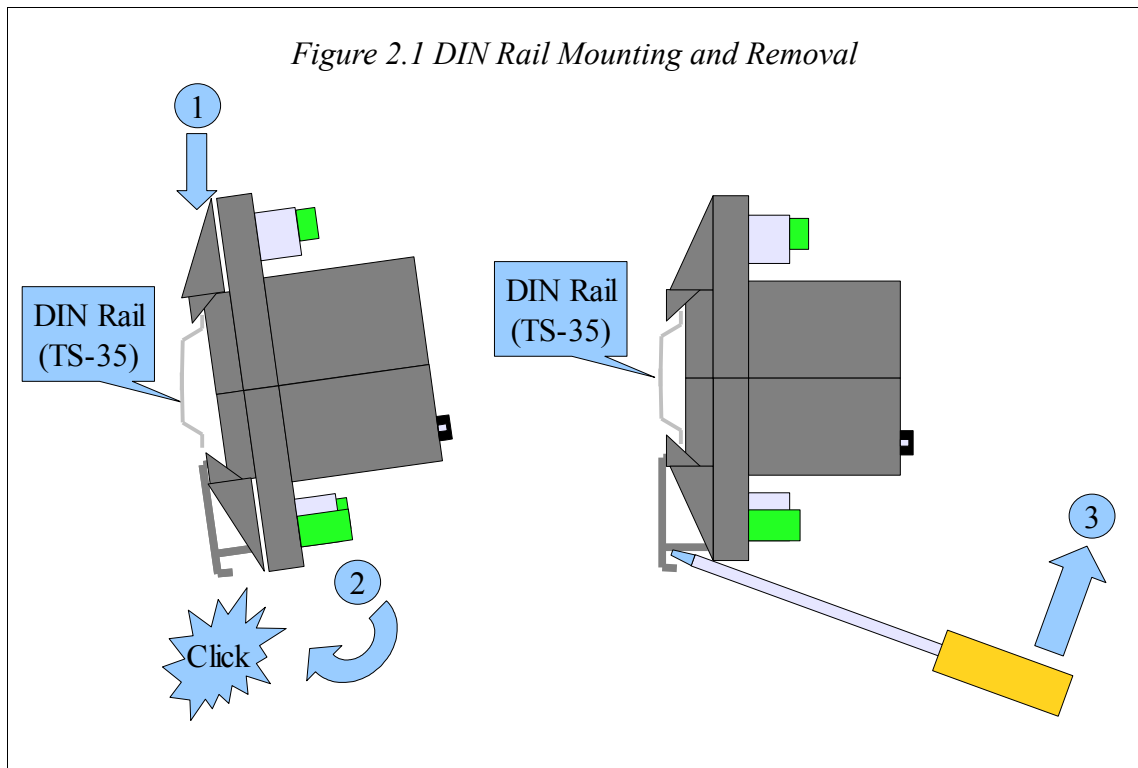 Figure 2.1 DIN Rail Mounting and Removal
1
DIN Rail
(TS-35)
2
Click
DIN Rail
(TS-35)
3